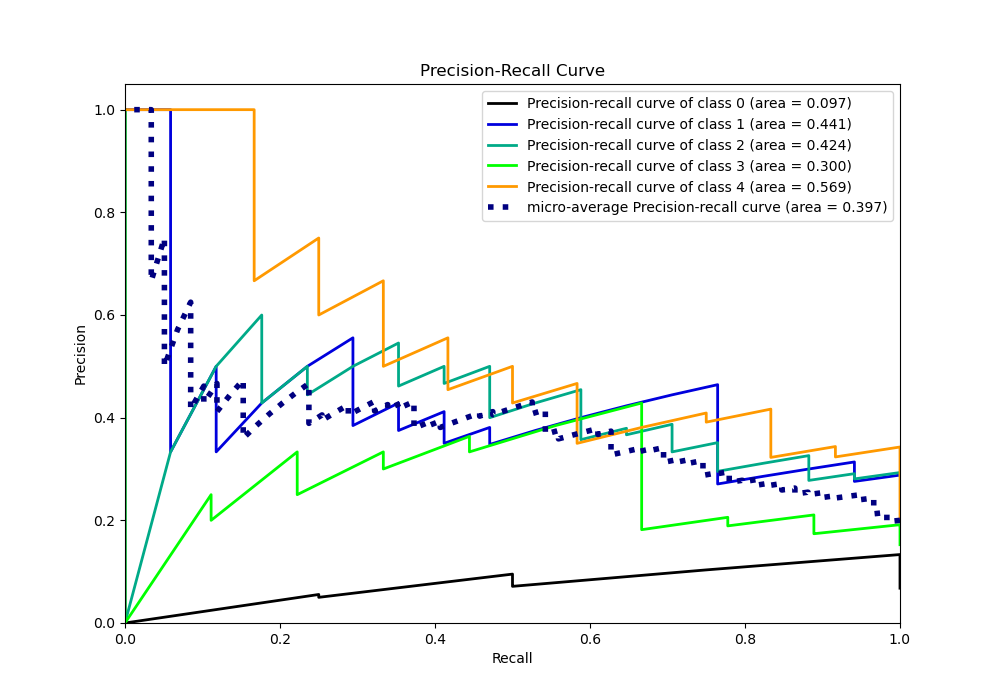 Precision-Recall Curve
Precision-recall curve of class 0 (area = 0.097)
Precision-recall curve of class 1 (area = 0.441)
Precision-recall curve of class 2 (area = 0.424)
Precision-recall curve of class 3 (area = 0.300)
Precision-recall curve of class 4 (area = 0.569)
micro-average Precision-recall curve (area = 0.397)
Precision
1.0
0.8
0.6
0.4
0.2
0.0
0.0 0.2 0.4 0.6 0.8 1.0
Recall